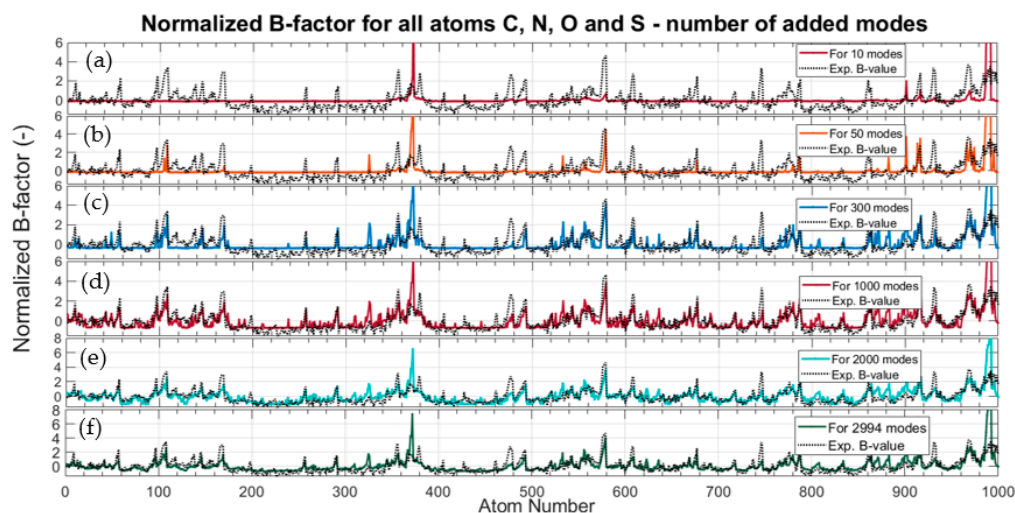 Normalized B-factor for all atoms C, N, O and S - number of added modes
Normalized B-factor (-)
6
4
2
0
(a)
For 10 modes
Exp. B-value
6
4
2
0
(b)
For 50 modes
Exp. B-value
6
4
2
0
(c)
For 300 modes
Exp. B-value
6
4
2
0
(d)
For 1000 modes
Exp. B-value
8
6
4
2
0
(e)
For 2000 modes
Exp. B-value
8
6
4
2
0
(f)
For 2994 modes
Exp. B-value
0 100 200 300 400 500 600 700 800 900 1000
Atom Number